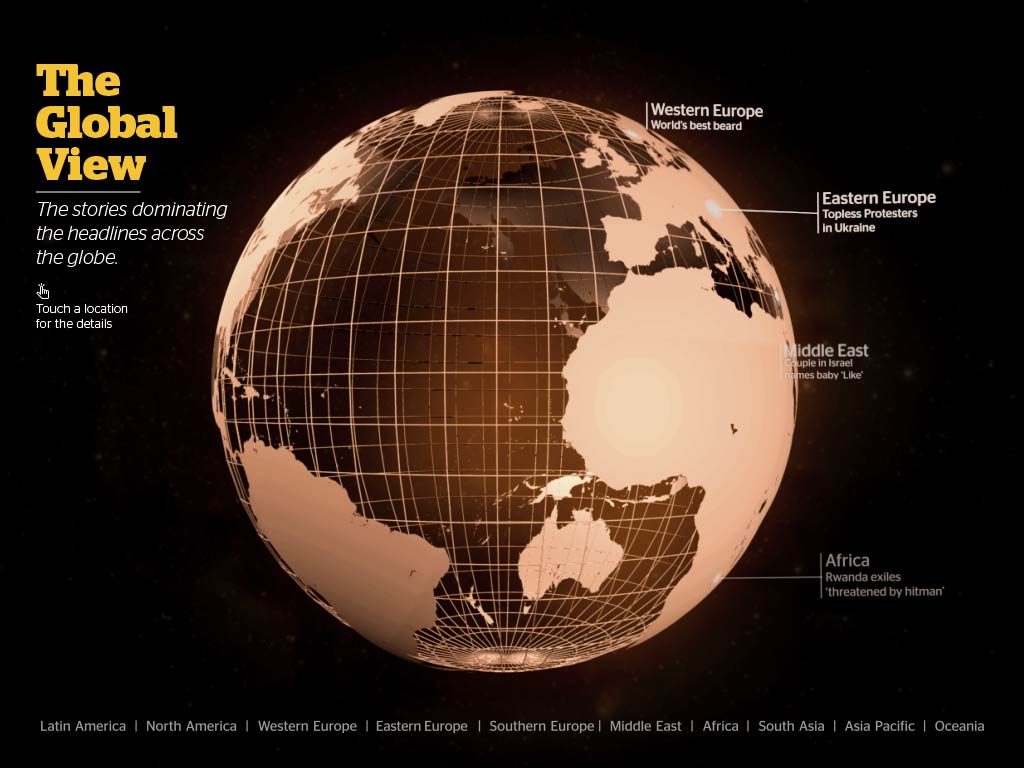 The
Global
View
The stories dominating
the headlines across
the globe.
Touch a location
for the details
Western Europe
World's best beard
Eastern Europe
Topless Protesters
in Ukraine
Middle East
Couple in Israel
names baby 'Like'
Africa
Rwanda exiles
'threatened by hitman'
Latin America | North America | Western Europe | Eastern Europe | Southern Europe | Middle East | Africa | South Asia | Asia Pacific | Oceania